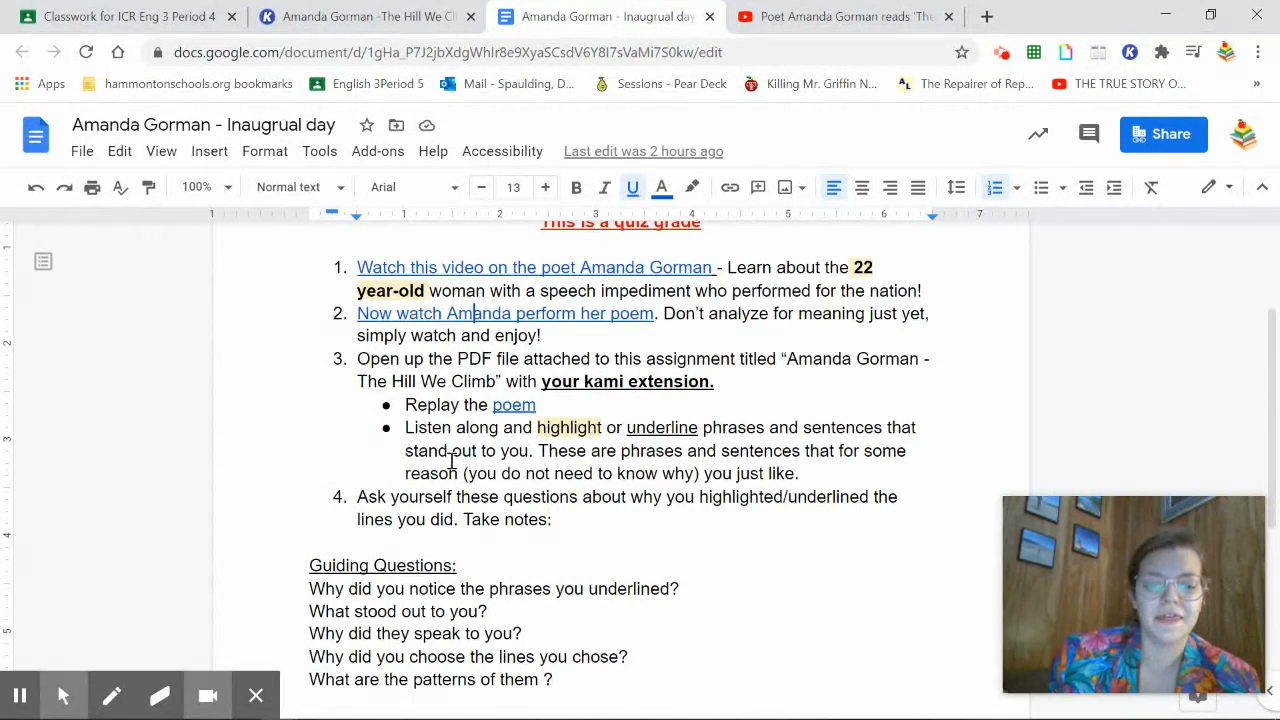 Classwork for ICR Eng 3 Period 4
Amanda Gorman -The Hill We Cl
Amanda Gorman - Inaugrual day
Poet Amanda Gorman reads 'The
docs.google.com/document/d/1qHa_P7J2jbXdgWhIr8e9XyaSCsdV6Y8I7sVaMi7S0kw/edit
Apps
hammontonschools.org bookmarks
English 3Period 5
Mail - Spaulding, D...
Sessions - Pear Deck
Killing Mr. Griffin N...
The Repairer of Rep...
THE TRUE STORY O...
»
Amanda Gorman - Inaugrual day
File Edit View Insert Format Tools Add-ons Help Accessibility Last edit was 2 hours ago
Share
100% Normal text Arial 13 B I U A
1 1 2 3 4 5 6 7
This is a quiz grade
1. Watch this video on the poet Amanda Gorman - Learn about the 22
year-old woman with a speech impediment who performed for the nation!
2. Now watch Amanda perform her poem. Don’t analyze for meaning just yet,
simply watch and enjoy!
3. Open up the PDF file attached to this assignment titled “Amanda Gorman -
The Hill We Climb” with your kami extension.
● Replay the poem
● Listen along and highlight or underline phrases and sentences that
stand out to you. These are phrases and sentences that for some
reason (you do not need to know why) you just like.
4. Ask yourself these questions about why you highlighted/underlined the
lines you did. Take notes:
Guiding Questions:
Why did you notice the phrases you underlined?
What stood out to you?
Why did they speak to you?
Why did you choose the lines you chose?
What are the patterns of them ?